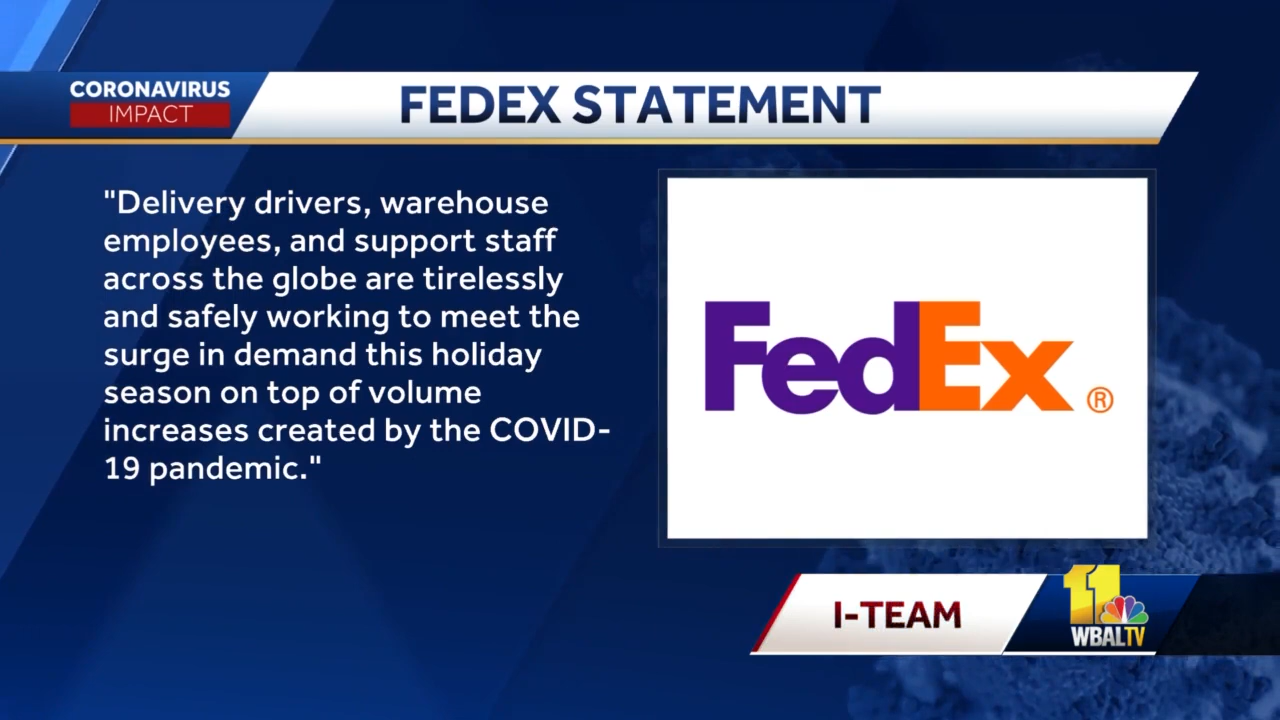 CORONAVIRUS
IMPACT
FEDEX STATEMENT
"Delivery drivers, warehouse
employees, and support staff
across the globe are tirelessly
and safely working to meet the
surge in demand this holiday
season on top of volume
increases created by the COVID-
19 pandemic."
FedEx®
I-TEAM
11
WBALTV